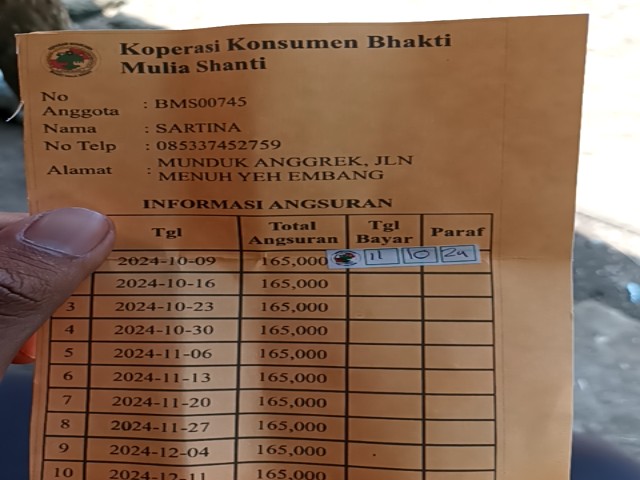 Koperasi Konsumen Bhakti
Mulia Shanti
No Anggota : BMS00745
Nama : SARTINA
No Telp : 085337452759
Alamat : MUNDUK ANGGREK, JLN
MENUH YEH EMBANG
INFORMASI ANGSURAN
Tgl Total Angsuran Tgl Bayar Paraf
2024-10-09 165,000 11 10 24
2024-10-16 165,000
3 2024-10-23 165,000
4 2024-10-30 165,000
5 2024-11-06 165,000
6 2024-11-13 165,000
7 2024-11-20 165,000
8 2024-11-27 165,000
9 2024-12-04 165,000
10 2024-12-11 165,000